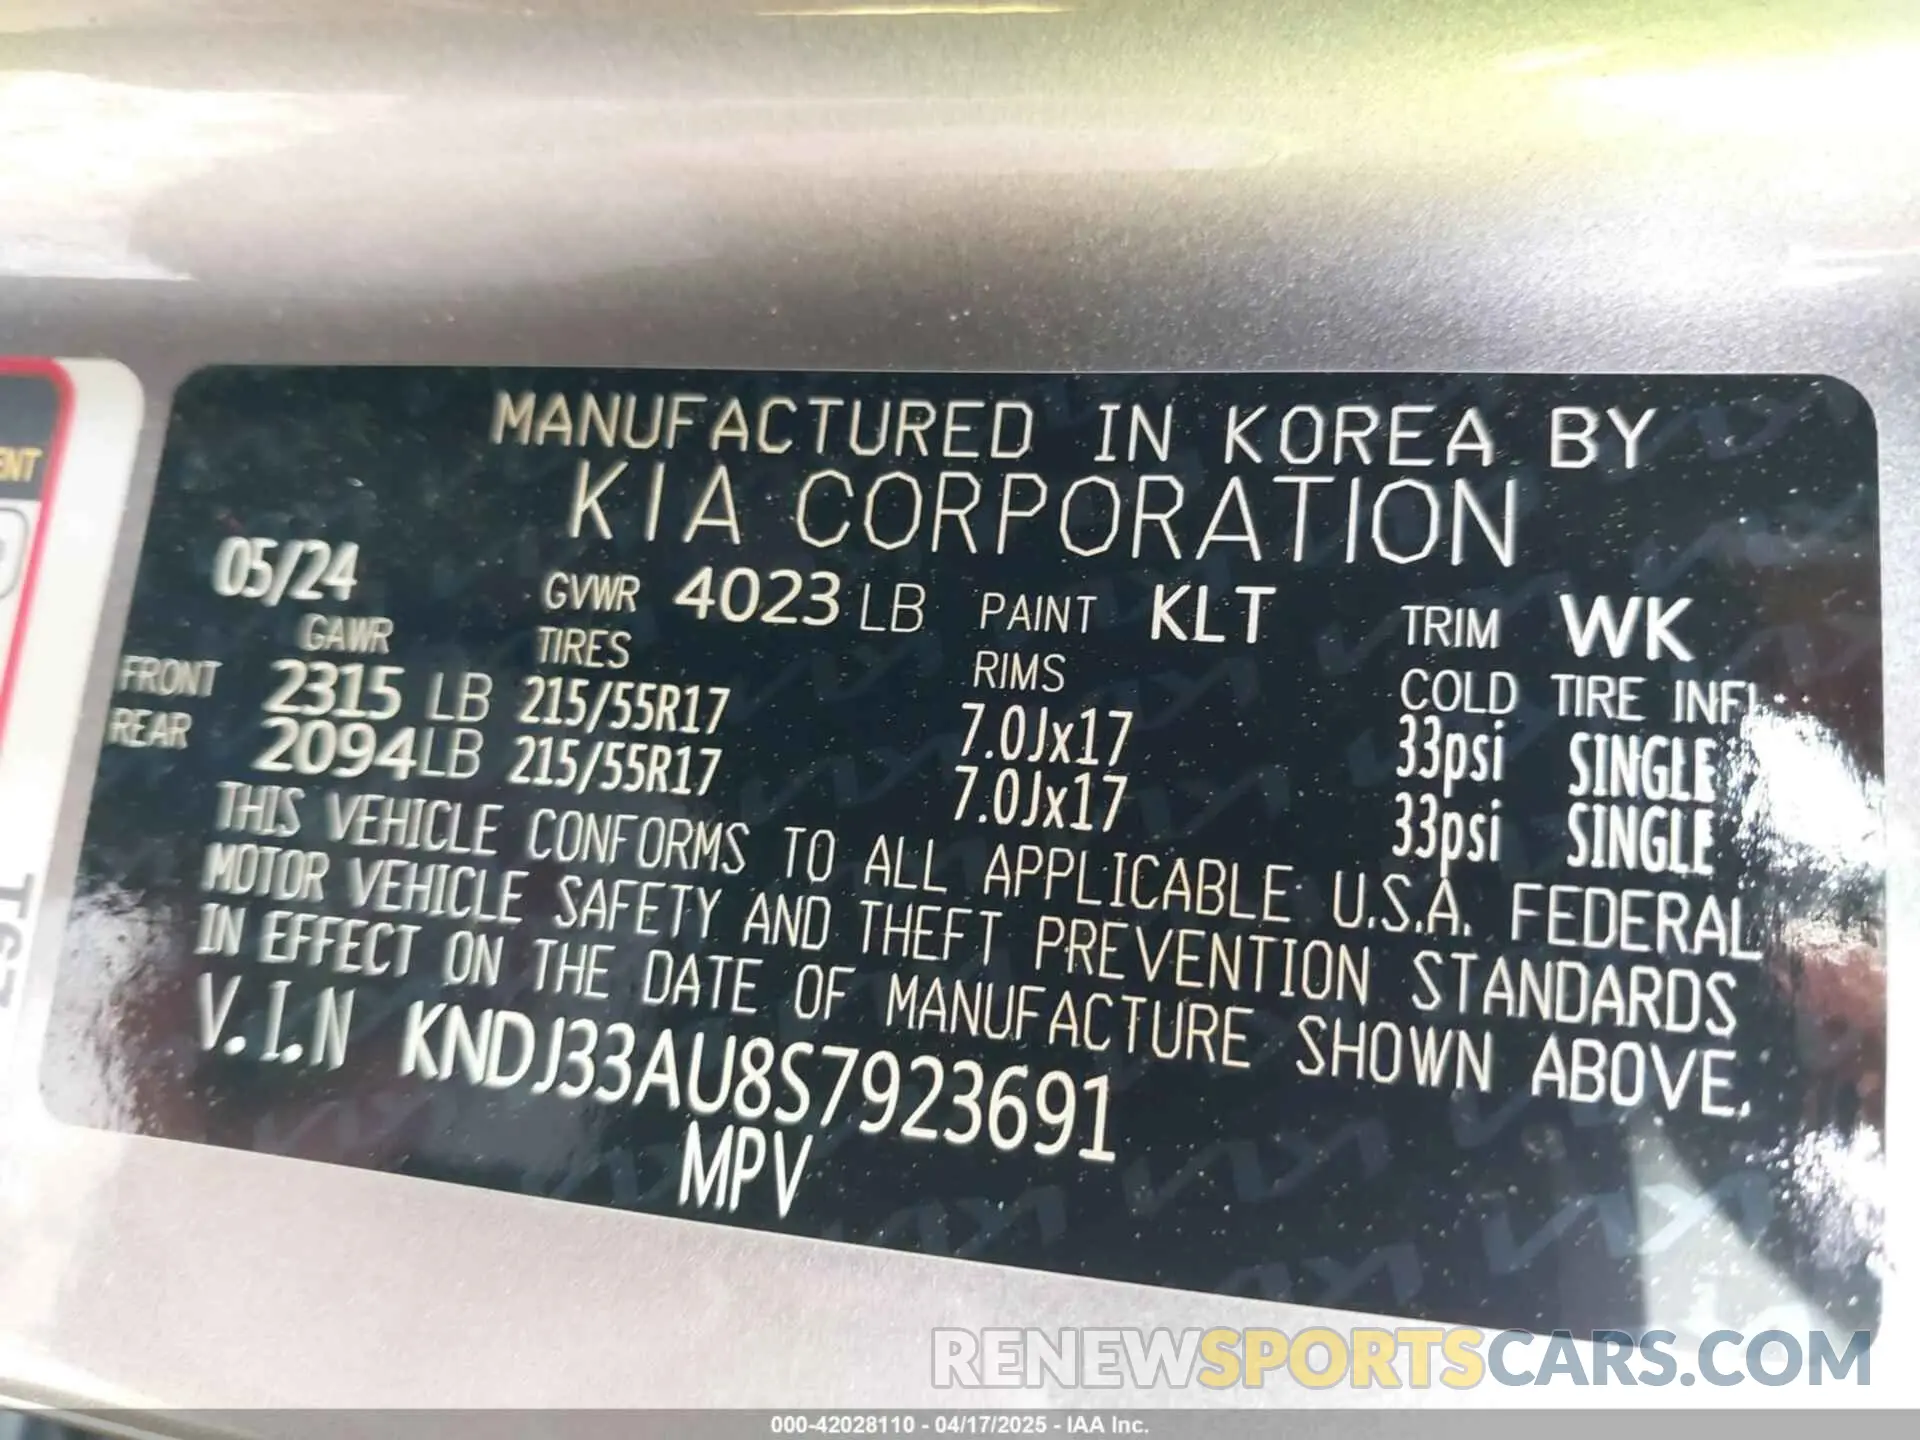 MANUFACTURED IN KOREA BY
KIA CORPORATION
05/24 GVWR 4023 LB PAINT KLT TRIM WK
GAWR TIRES RIMS COLD TIRE INFL.
FRONT 2315 LB 215/55R17 7.0Jx17 33psi SINGLE
REAR 2094 LB 215/55R17 7.0Jx17 33psi SINGLE
THIS VEHICLE CONFORMS TO ALL APPLICABLE U.S.A. FEDERAL
MOTOR VEHICLE SAFETY AND THEFT PREVENTION STANDARDS
IN EFFECT ON THE DATE OF MANUFACTURE SHOWN ABOVE.
V.I.N KNDJ33AU8S7923691
MPV
RENEWSPORTSCARS.COM
000-42028110 - 04/17/2025 - IAA Inc.